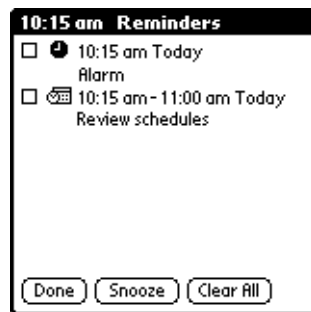 10:15 am Reminders
10:15 am Today
Alarm
10:15 am - 11:00 am Today
Review schedules
Done Snooze Clear All